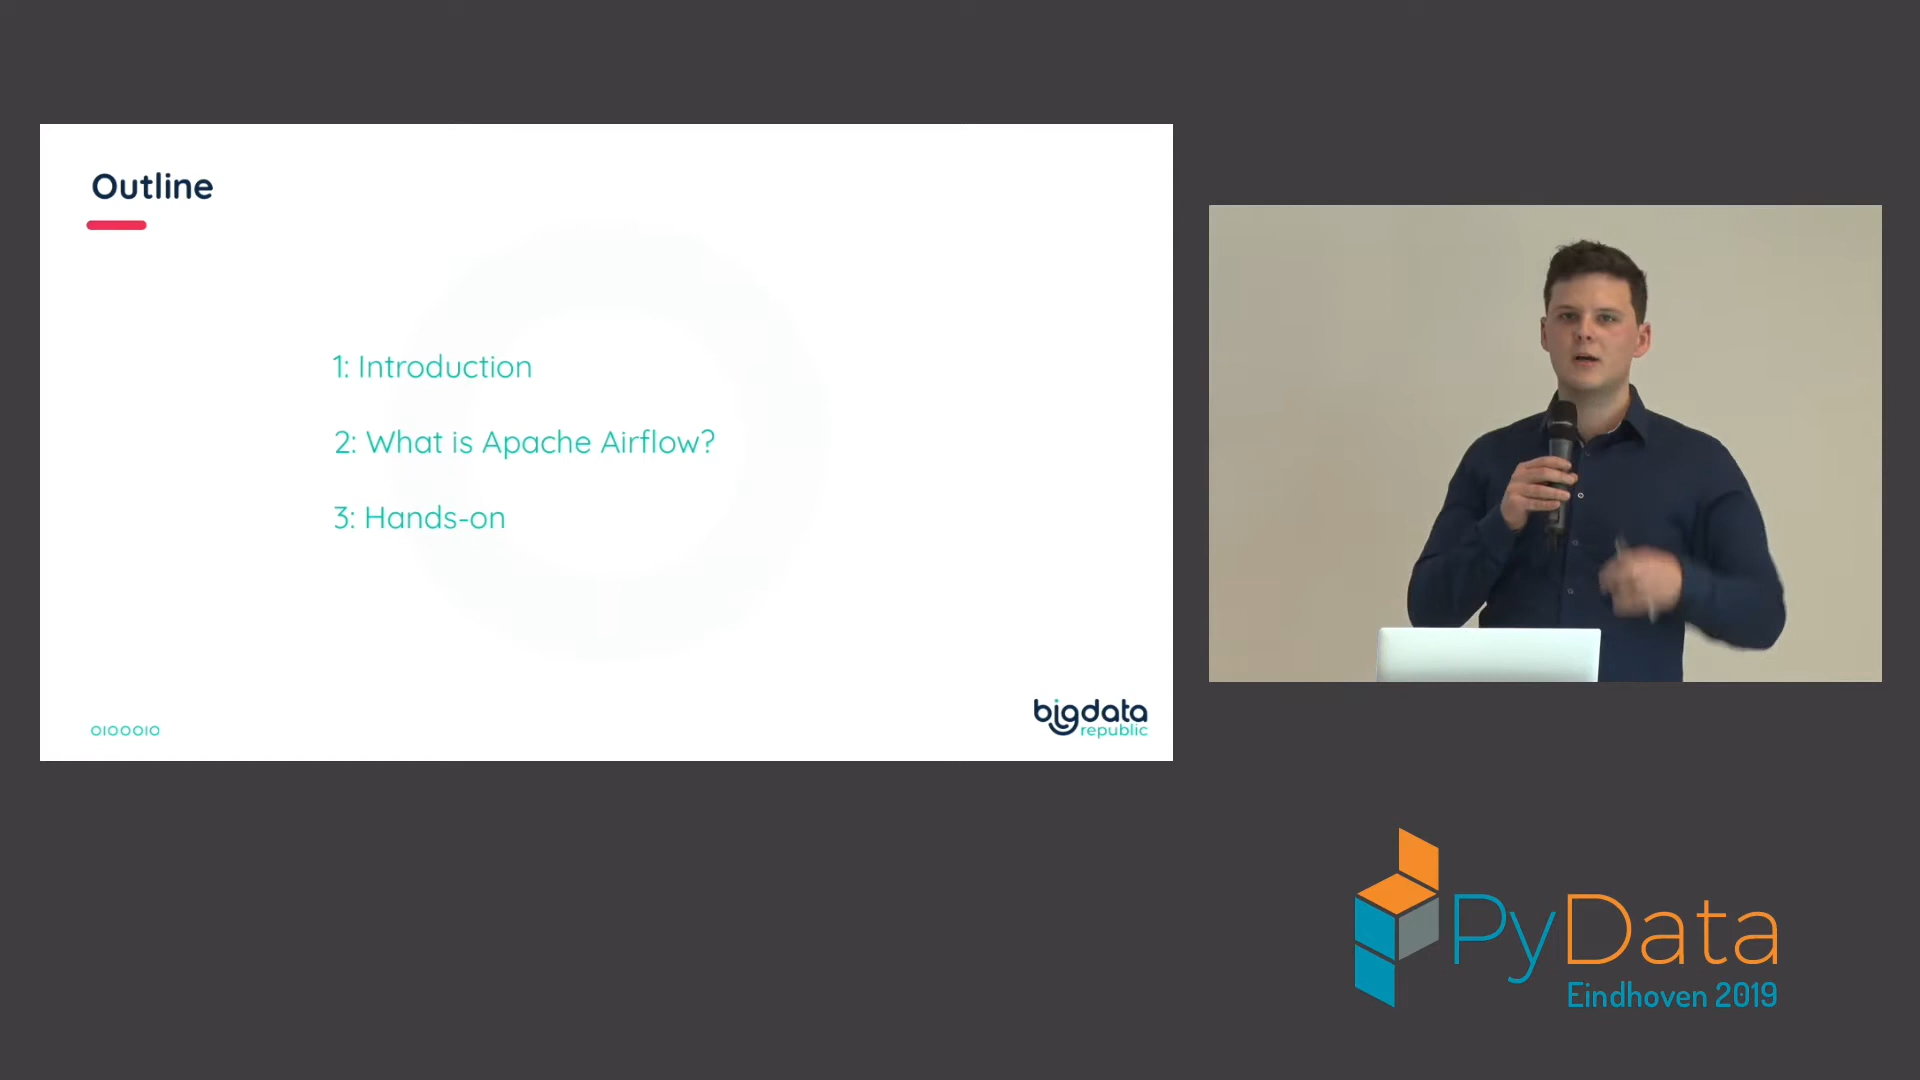 Outline
1: Introduction
2: What is Apache Airflow?
3: Hands-on
0100010
bigdata
republic
PyData
Eindhoven 2019